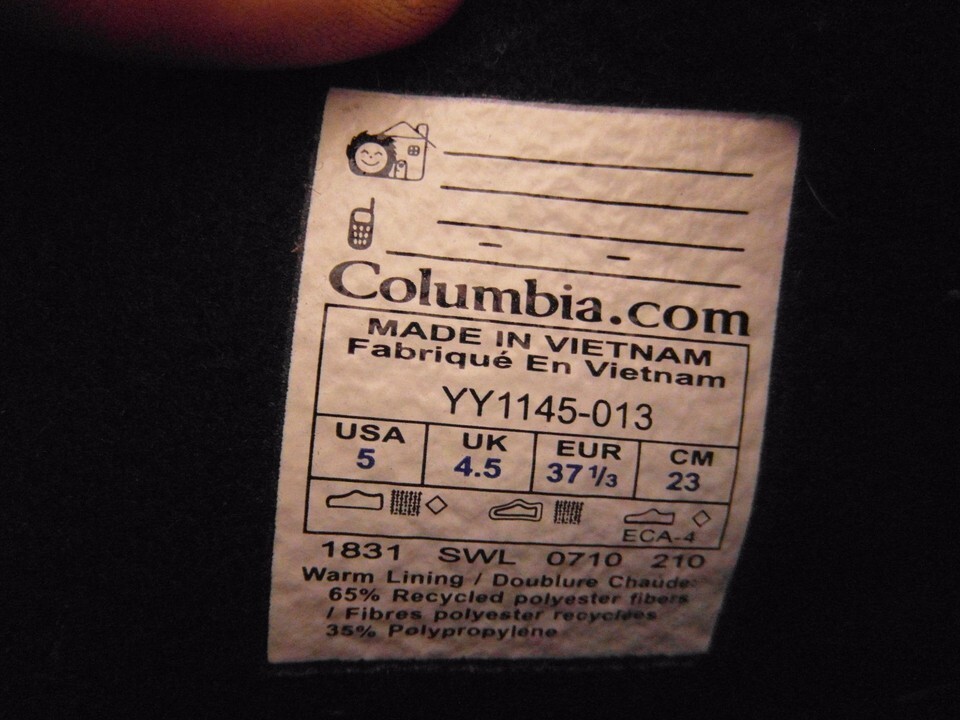 Columbia.com
MADE IN VIETNAM
Fabriqué En Vietnam
YY1145-013
USA UK EUR CM
5 4.5 37 1/3 23
ECA-4
1831 SWL 0710 210
Warm Lining / Doublure Chaude:
65% Recycled polyester fibers
/ Fibres polyester recyclées
35% Polypropylene